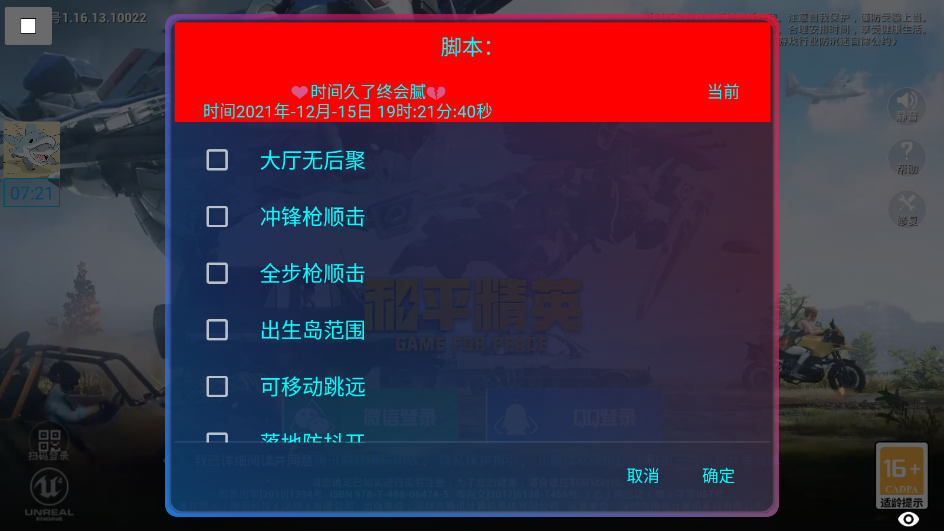 号1.16.13.10022
脚本:
❤时间久了终会腻💔
当前
时间2021年-12月-15日 19时:21分:40秒
07:21
大厅无后聚
冲锋枪顺击
全步枪顺击
出生岛范围
可移动跳远
落地防抖开
静音
帮助
修复
和平精英
GAME FOR PEACE
微信登录
QQ登录
扫码登录
UNREAL
ENGINE
取消
确定
16+
CADPA
适龄提示